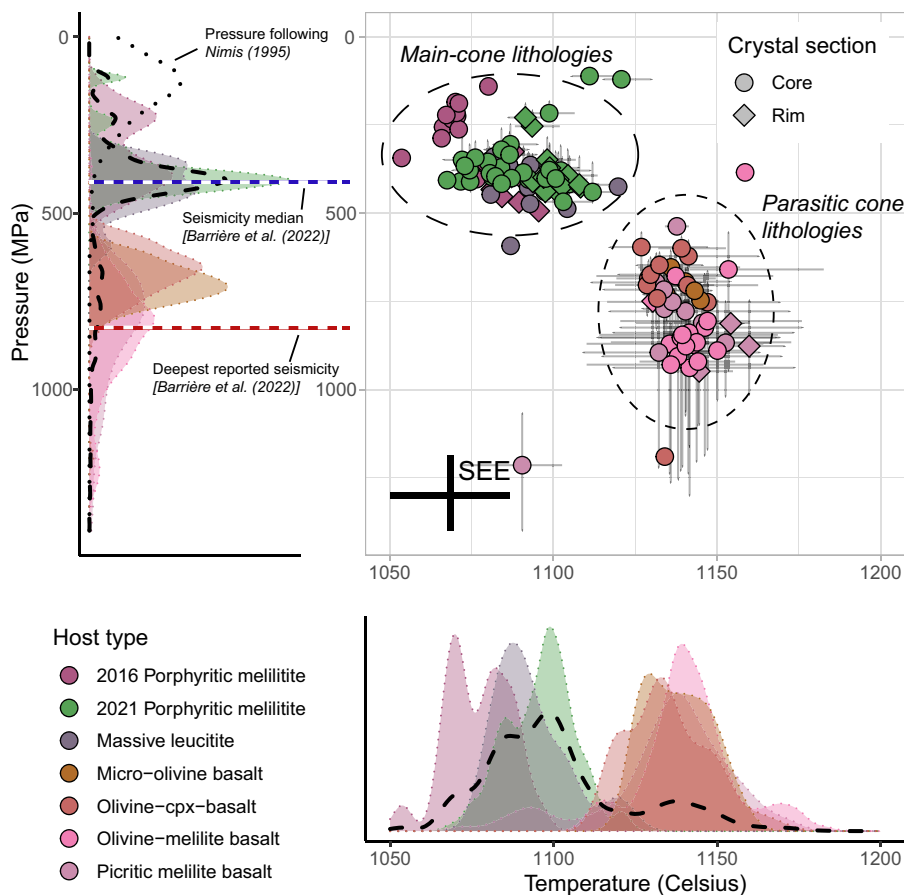 0
500
1000
Pressure (MPa)
Pressure following
Nimis (1995)
Seismicity median
[Barrière et al. (2022)]
Deepest reported seismicity
[Barrière et al. (2022)]
0
500
1000
Main-cone lithologies
Crystal section
Core
Rim
Parasitic cone
lithologies
SEE
1050
1100
1150
1200
Host type
2016 Porphyritic melilitite
2021 Porphyritic melilitite
Massive leucitite
Micro−olivine basalt
Olivine−cpx−basalt
Olivine−melilite basalt
Picritic melilite basalt
1050
1100
1150
1200
Temperature (Celsius)